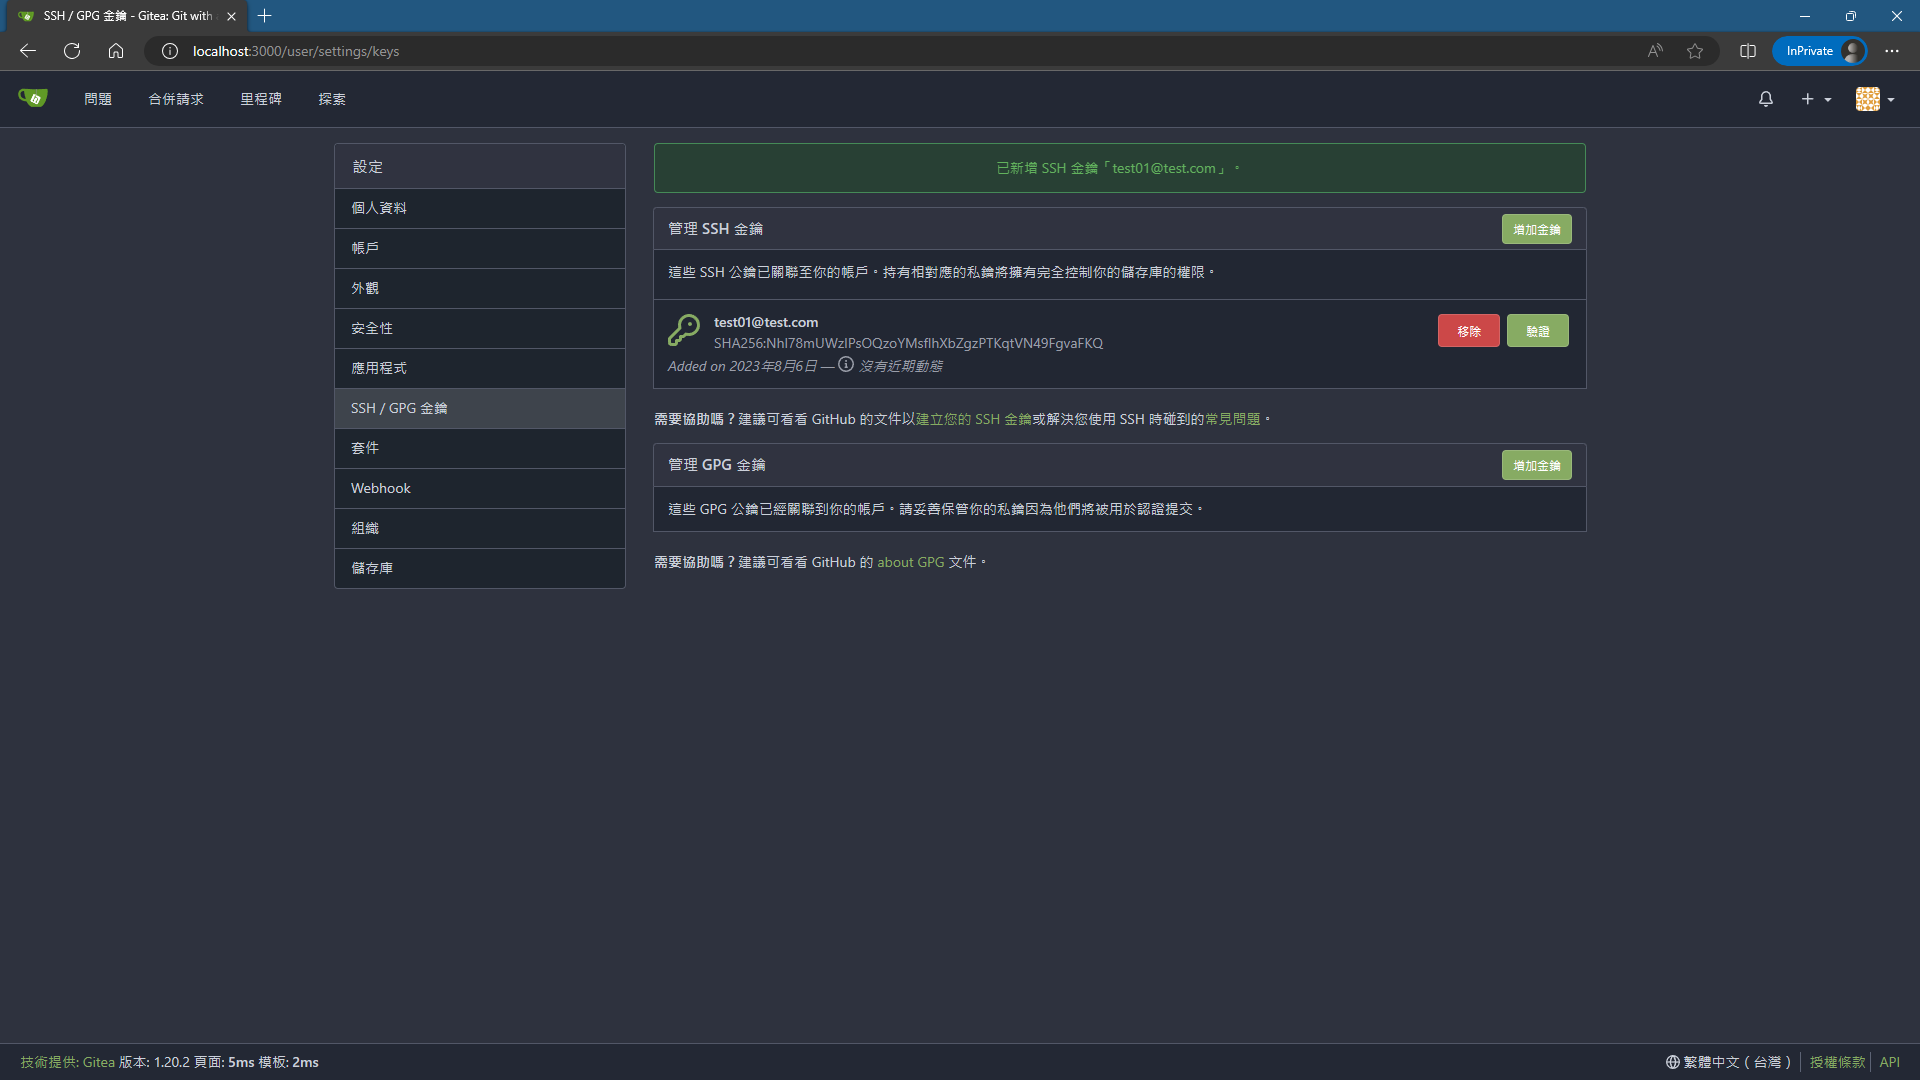 SSH / GPG 金鑰 - Gitea: Git with
localhost:3000/user/settings/keys
InPrivate
問題
合併請求
里程碑
探索
設定
個人資料
帳戶
外觀
安全性
應用程式
SSH / GPG 金鑰
套件
Webhook
組織
儲存庫
已新增 SSH 金鑰「test01@test.com」。
管理 SSH 金鑰
增加金鑰
這些 SSH 公鑰已關聯至你的帳戶。持有相對應的私鑰將擁有完全控制你的儲存庫的權限。
test01@test.com
移除
驗證
SHA256:NhI78mUWzIPsOQzoYMsflhXbZgzPTKqtVN49FgvaFKQ
Added on 2023年8月6日 — 沒有近期動態
需要協助嗎？建議可看看 GitHub 的文件以建立您的 SSH 金鑰或解決您使用 SSH 時碰到的常見問題。
管理 GPG 金鑰
增加金鑰
這些 GPG 公鑰已經關聯到你的帳戶。請妥善保管你的私鑰因為他們將被用於認證提交。
需要協助嗎？建議可看看 GitHub 的 about GPG 文件。
技術提供: Gitea 版本: 1.20.2 頁面: 5ms 模板: 2ms
繁體中文（台灣）
授權條款
API